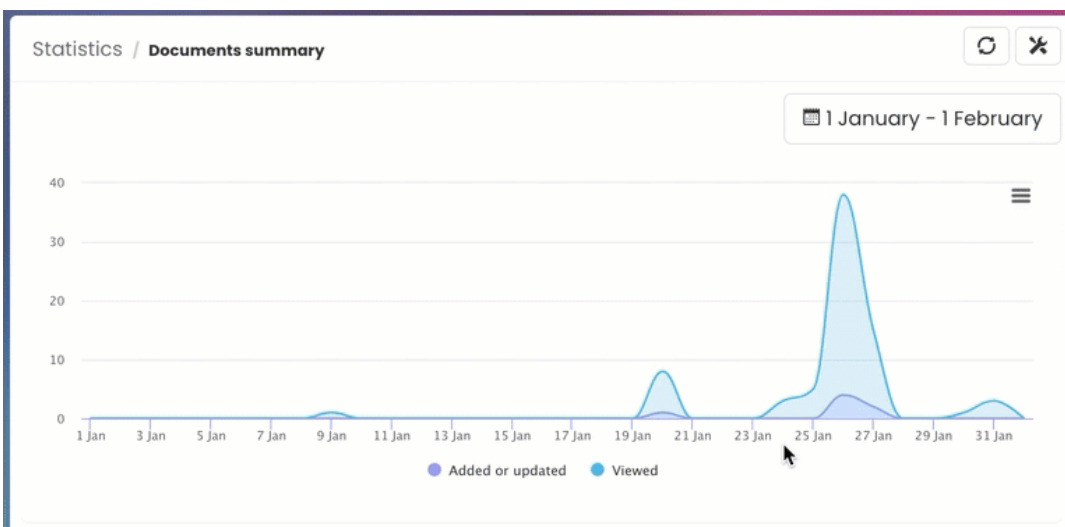 Statistics / Documents summary
1 January - 1 February
40
30
20
10
0
1 Jan 3 Jan 5 Jan 7 Jan 9 Jan 11 Jan 13 Jan 15 Jan 17 Jan 19 Jan 21 Jan 23 Jan 25 Jan 27 Jan 29 Jan 31 Jan
Added or updated Viewed